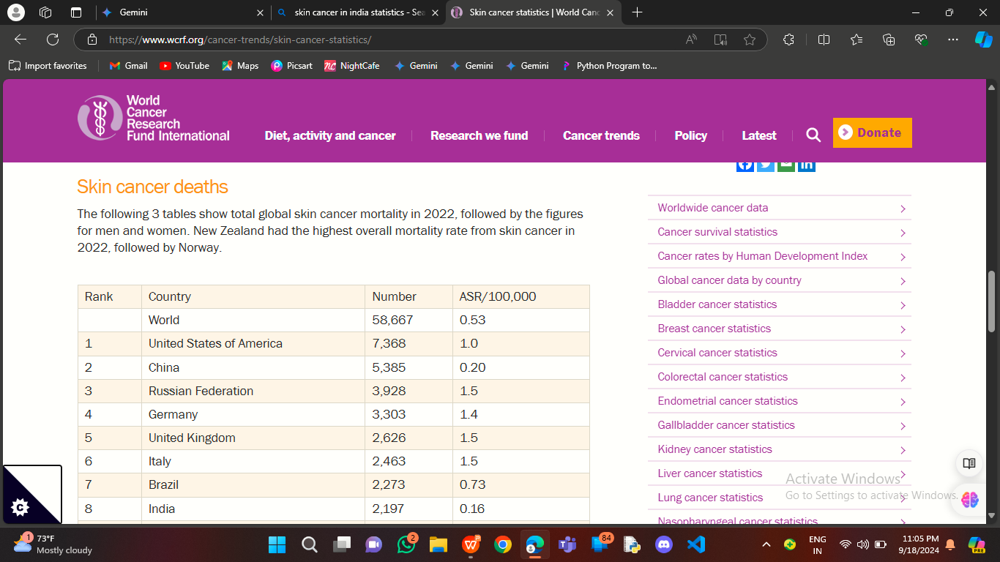 Gemini
skin cancer in india statistics - Sea
Skin cancer statistics | World Canc
https://www.wcrf.org/cancer-trends/skin-cancer-statistics/
Import favorites
Gmail
YouTube
Maps
Picsart
NightCafe
Gemini
Gemini
Gemini
Python Program to...
World
Cancer
Research
Fund International
Diet, activity and cancer
Research we fund
Cancer trends
Policy
Latest
Donate
Skin cancer deaths
The following 3 tables show total global skin cancer mortality in 2022, followed by the figures
for men and women. New Zealand had the highest overall mortality rate from skin cancer in
2022, followed by Norway.
Rank Country Number ASR/100,000
World 58,667 0.53
1 United States of America 7,368 1.0
2 China 5,385 0.20
3 Russian Federation 3,928 1.5
4 Germany 3,303 1.4
5 United Kingdom 2,626 1.5
6 Italy 2,463 1.5
7 Brazil 2,273 0.73
8 India 2,197 0.16
Worldwide cancer data
Cancer survival statistics
Cancer rates by Human Development Index
Global cancer data by country
Bladder cancer statistics
Breast cancer statistics
Cervical cancer statistics
Colorectal cancer statistics
Endometrial cancer statistics
Gallbladder cancer statistics
Kidney cancer statistics
Liver cancer statistics
Lung cancer statistics
Nasopharyngeal cancer statistics
Activate Windows
Go to Settings to activate Windows.
1
73°F
Mostly cloudy
2
84
ENG
IN
11:05 PM
9/18/2024
PRE